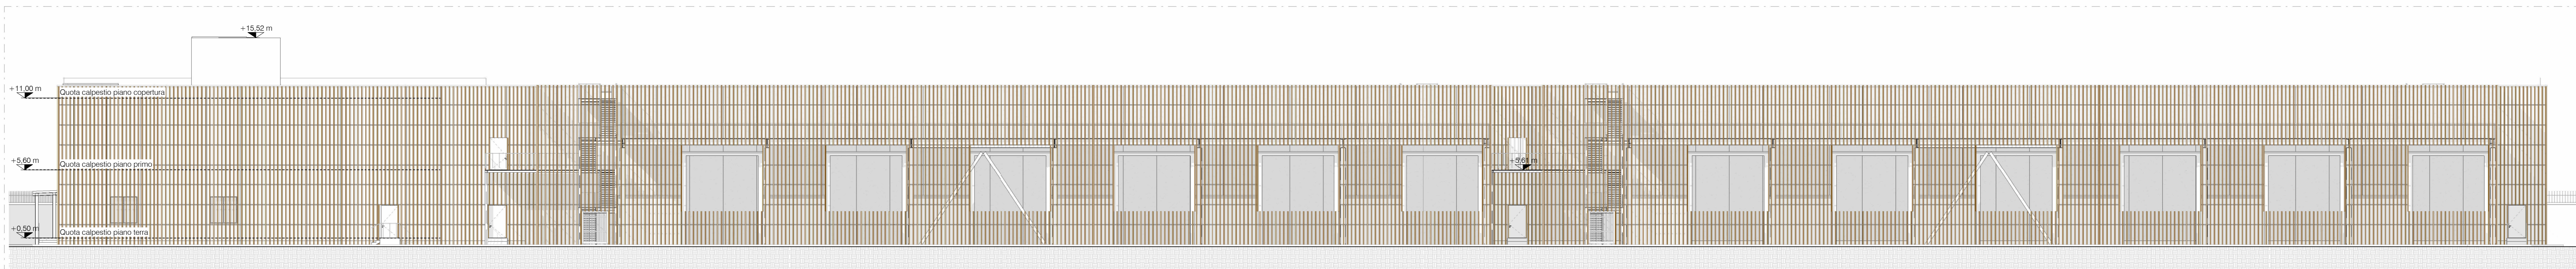 +15,52 m
+11,00 m
Quota calpestio piano copertura
+5,60 m
Quota calpestio piano primo
+5,61 m
+0,50 m
Quota calpestio piano terra